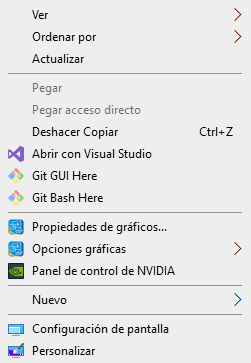 Ver
Ordenar por
Actualizar
Pegar
Pegar acceso directo
Deshacer Copiar Ctrl+Z
Abrir con Visual Studio
Git GUI Here
Git Bash Here
Propiedades de gráficos...
Opciones gráficas
Panel de control de NVIDIA
Nuevo
Configuración de pantalla
Personalizar